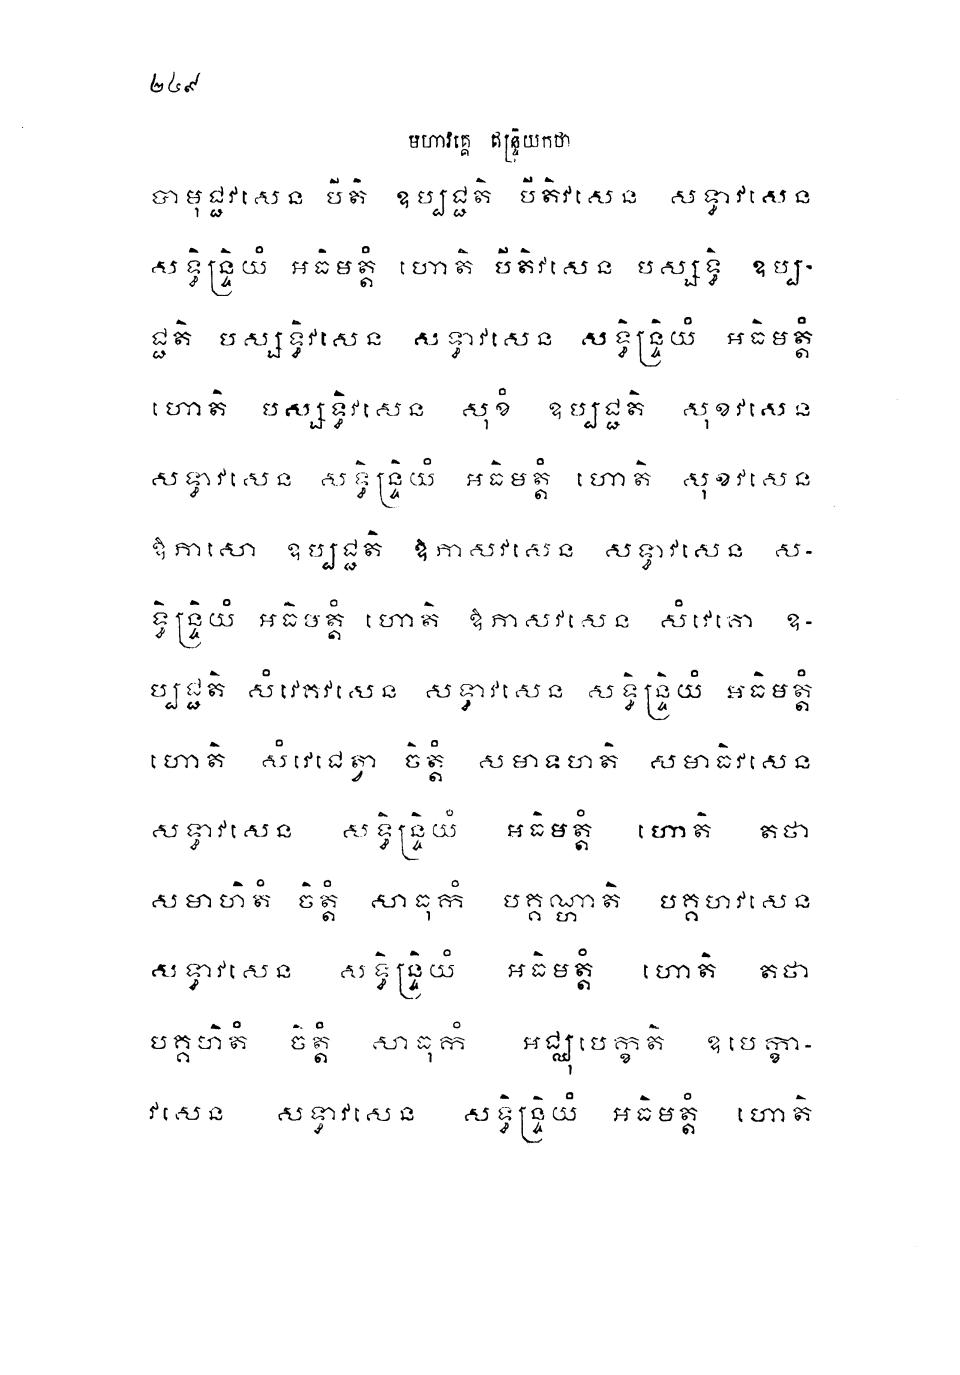 ២៤៩
មហាវគ្គេ ឥន្ទ្រិយកថា
បាមុជ្ជវសេន បីតិ ឧប្បជ្ជតិ បីតិវសេន សទ្ធាវសេន
សទ្ធិន្ទ្រិយំ អធិមត្តំ ហោតិ បីតិវសេន បស្សទ្ធិ ឧប្ប-
ជ្ជតិ បស្សទ្ធិវសេន សទ្ធាវសេន សទ្ធិន្ទ្រិយំ អធិមត្តំ
ហោតិ បស្សទ្ធិវសេន សុខំ ឧប្បជ្ជតិ សុខវសេន
សទ្ធាវសេន សទ្ធិន្ទ្រិយំ អធិមត្តំ ហោតិ សុខវសេន
ឱភាសោ ឧប្បជ្ជតិ ឱភាសវសេន សទ្ធាវសេន ស-
ទ្ធិន្ទ្រិយំ អធិមត្តំ ហោតិ ឱភាសវសេន សំវេគោ ឧ-
ប្បជ្ជតិ សំវេគវសេន សទ្ធាវសេន សទ្ធិន្ទ្រិយំ អធិមត្តំ
ហោតិ សំវេជេត្វា ចិត្តំ សមាទហតិ សមាធិវសេន
សទ្ធាវសេន សទ្ធិន្ទ្រិយំ អធិមត្តំ ហោតិ តថា
សមាហិតំ ចិត្តំ សាធុកំ បគ្គណ្ហាតិ បគ្គហវសេន
សទ្ធាវសេន សទ្ធិន្ទ្រិយំ អធិមត្តំ ហោតិ តថា
បគ្គហិតំ ចិត្តំ សាធុកំ អជ្ឈុបេក្ខតិ ឧបេក្ខា-
វសេន សទ្ធាវសេន សទ្ធិន្ទ្រិយំ អធិមត្តំ ហោតិ